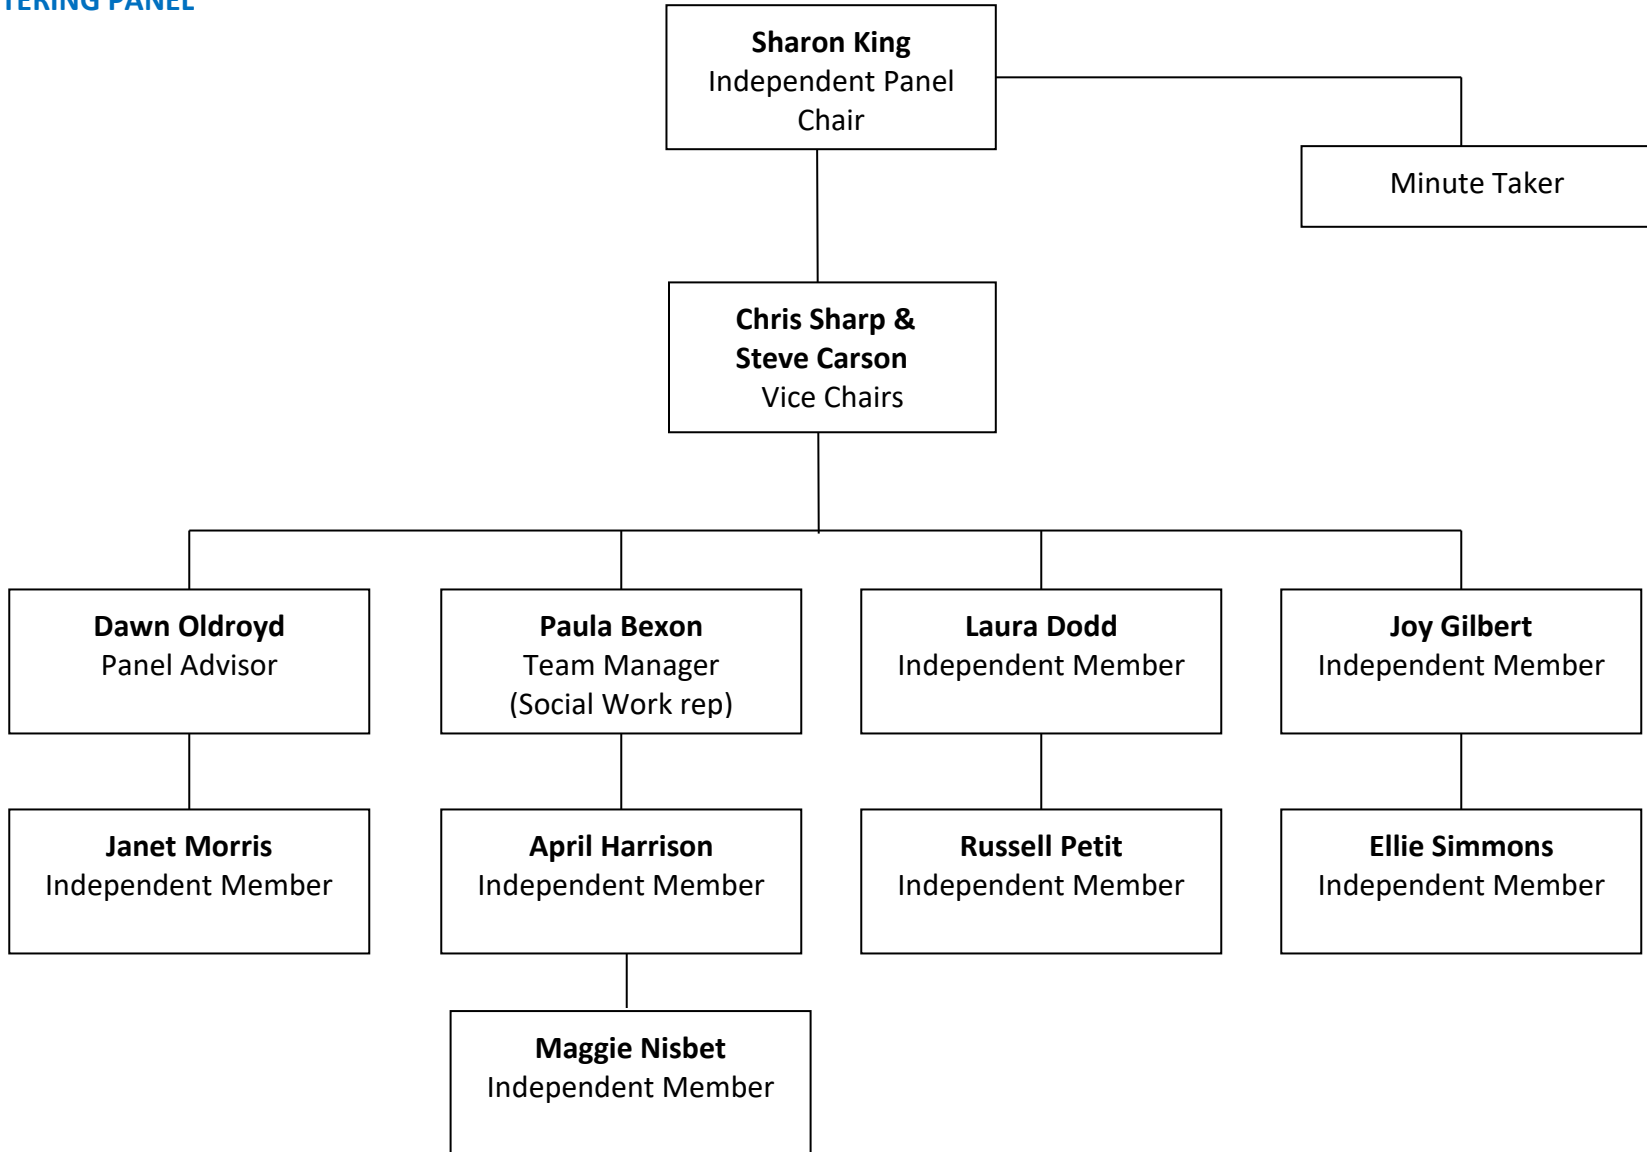 TERING PANEL
Sharon King
Independent Panel
Chair
Minute Taker
Chris Sharp &
Steve Carson
Vice Chairs
Dawn Oldroyd
Panel Advisor
Paula Bexon
Team Manager
(Social Work rep)
Laura Dodd
Independent Member
Joy Gilbert
Independent Member
Janet Morris
Independent Member
April Harrison
Independent Member
Russell Petit
Independent Member
Ellie Simmons
Independent Member
Maggie Nisbet
Independent Member